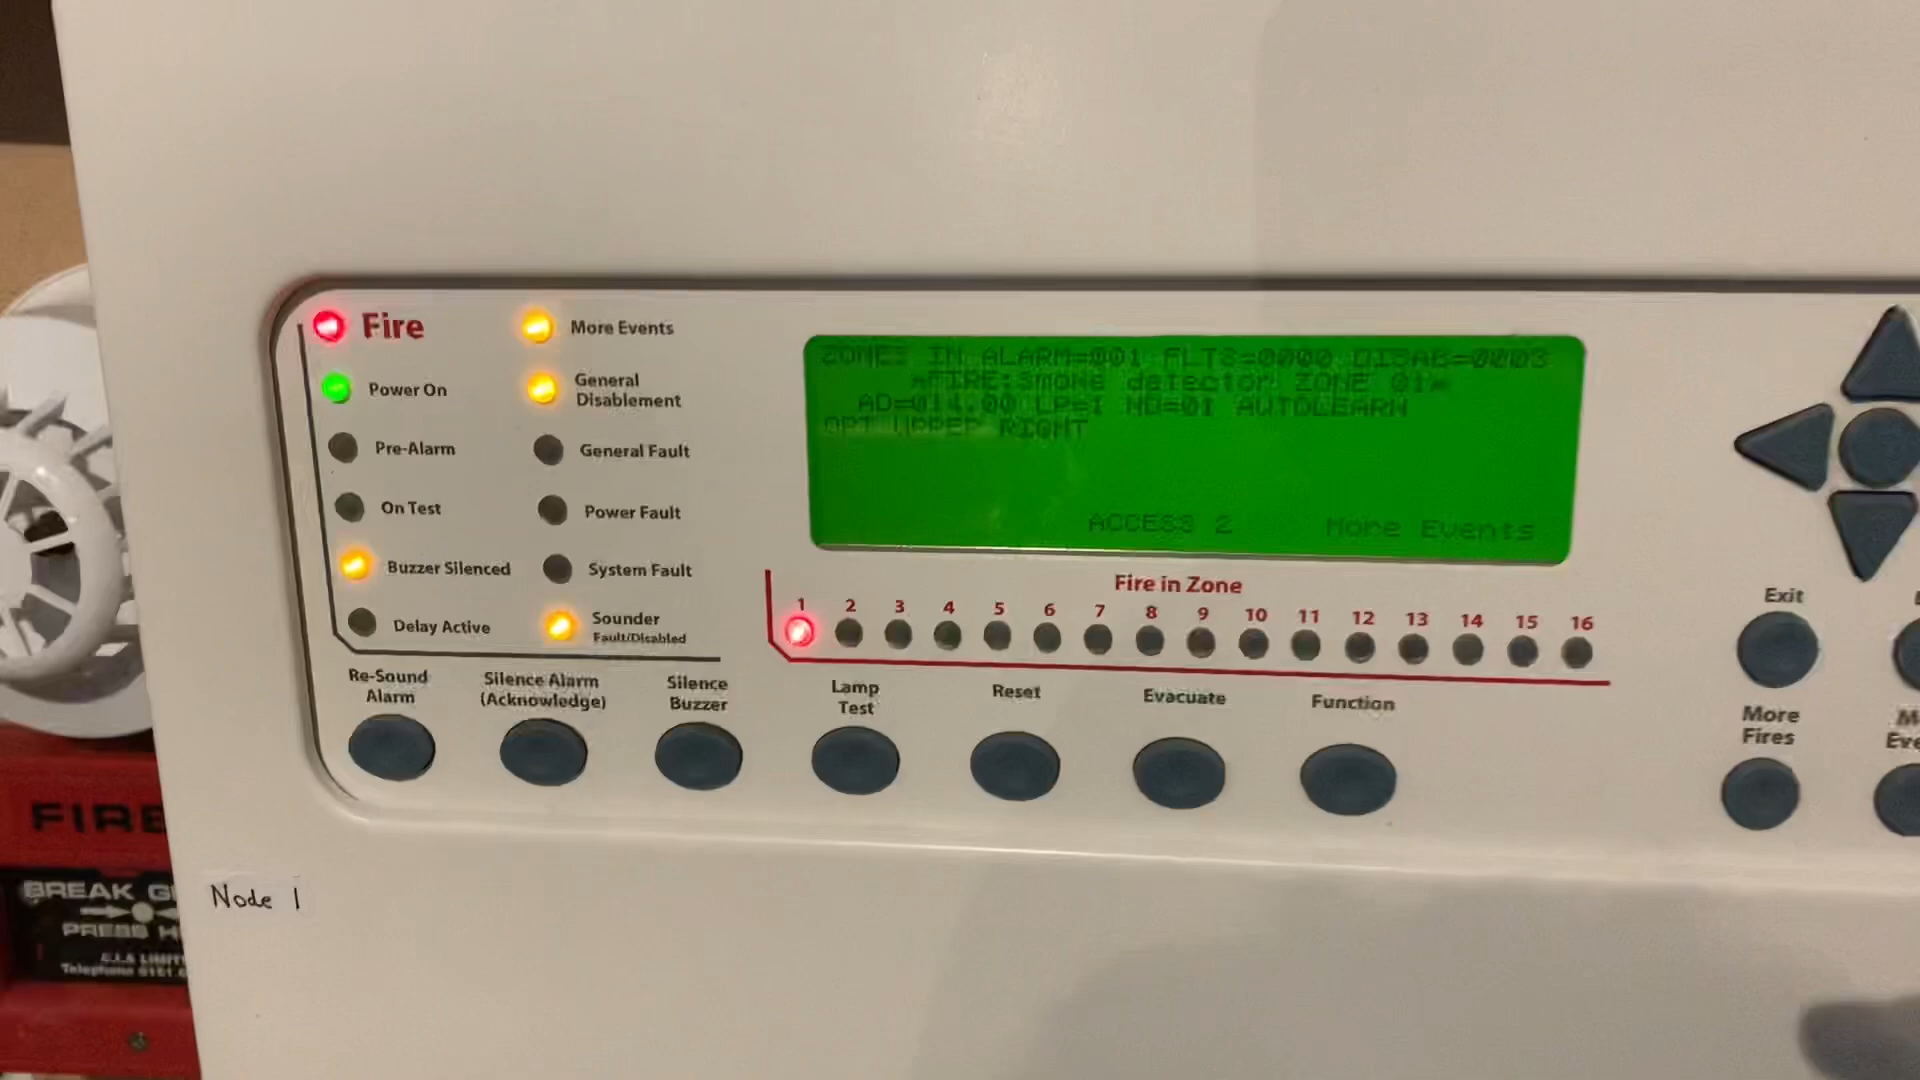 Fire
More Events
Power On
General
Disablement
Pre-Alarm
General Fault
On Test
Power Fault
Buzzer Silenced
System Fault
Delay Active
Sounder
Fault/Disabled
ZONES IN ALARM=001 FLTS=0000 DISAB=0003
*FIRE:Smoke detector ZONE 01*
AD=014.00 LP=1 ND=01 AUTOLEARN
OPT UPPER RIGHT
ACCESS 2 More Events
Fire in Zone
1 2 3 4 5 6 7 8 9 10 11 12 13 14 15 16
Re-Sound
Alarm
Silence Alarm
(Acknowledge)
Silence
Buzzer
Lamp
Test
Reset
Evacuate
Function
Exit
More
Fires
Node 1
FIRE
BREAK
PRESS
Telephone